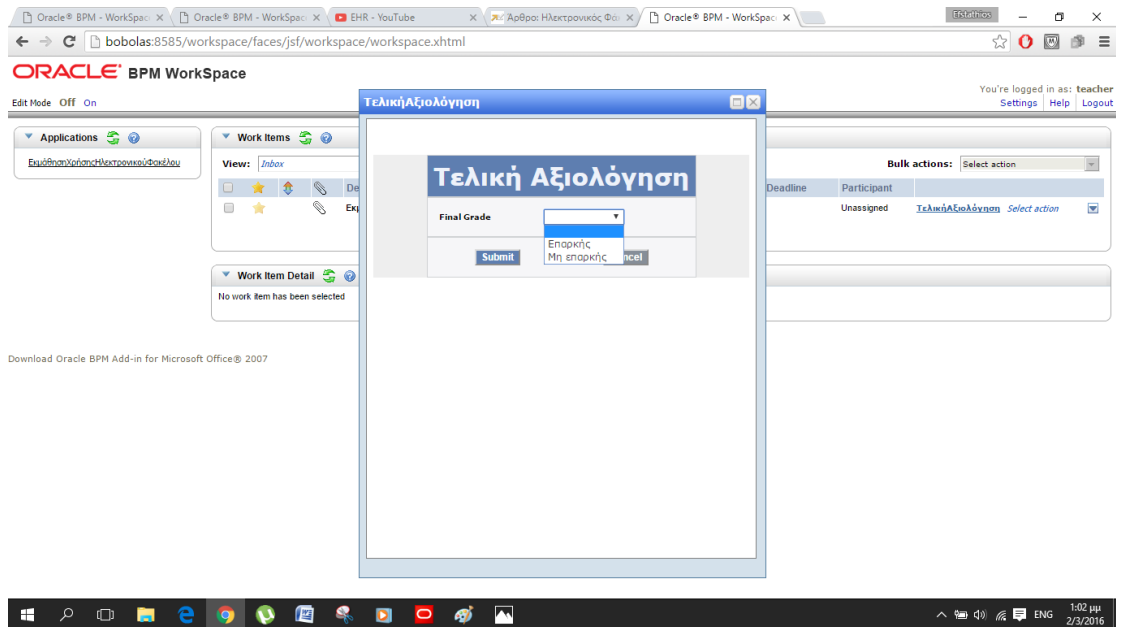 Oracle® BPM - WorkSpac
Oracle® BPM - WorkSpac
EHR - YouTube
Άρθρο: Ηλεκτρονικός Φα
Oracle® BPM - WorkSpac
Efstathios
bobolas:8585/workspace/faces/jsf/workspace/workspace.xhtml
ORACLE BPM WorkSpace
You're logged in as: teacher
Edit Mode Off On
Settings Help Logout
ΤελικήΑξιολόγηση
Applications
Work Items
ΕκμάθησηΧρήσηςΗλεκτρονικούΦακέλου
View: Inbox
Bulk actions: Select action
De
Deadline
Participant
Εκμ
Unassigned
ΤελικήΑξιολόγηση Select action
Τελική Αξιολόγηση
Final Grade
Επαρκής
Μη επαρκής
Submit
ncel
Work Item Detail
No work item has been selected
Download Oracle BPM Add-in for Microsoft Office® 2007
ENG
1:02 μμ
2/3/2016